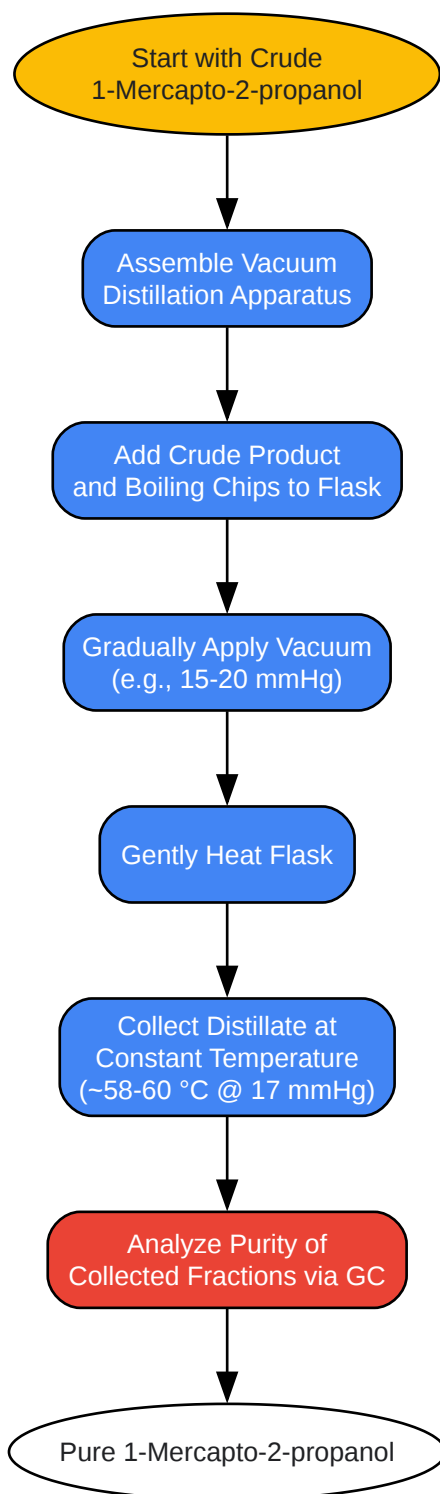 Start with Crude
1-Mercapto-2-propanol
Assemble Vacuum
Distillation Apparatus
Add Crude Product
and Boiling Chips to Flask
Gradually Apply Vacuum
(e.g., 15-20 mmHg)
Gently Heat Flask
Collect Distillate at
Constant Temperature
(~58-60 °C @ 17 mmHg)
Analyze Purity of
Collected Fractions via GC
Pure 1-Mercapto-2-propanol